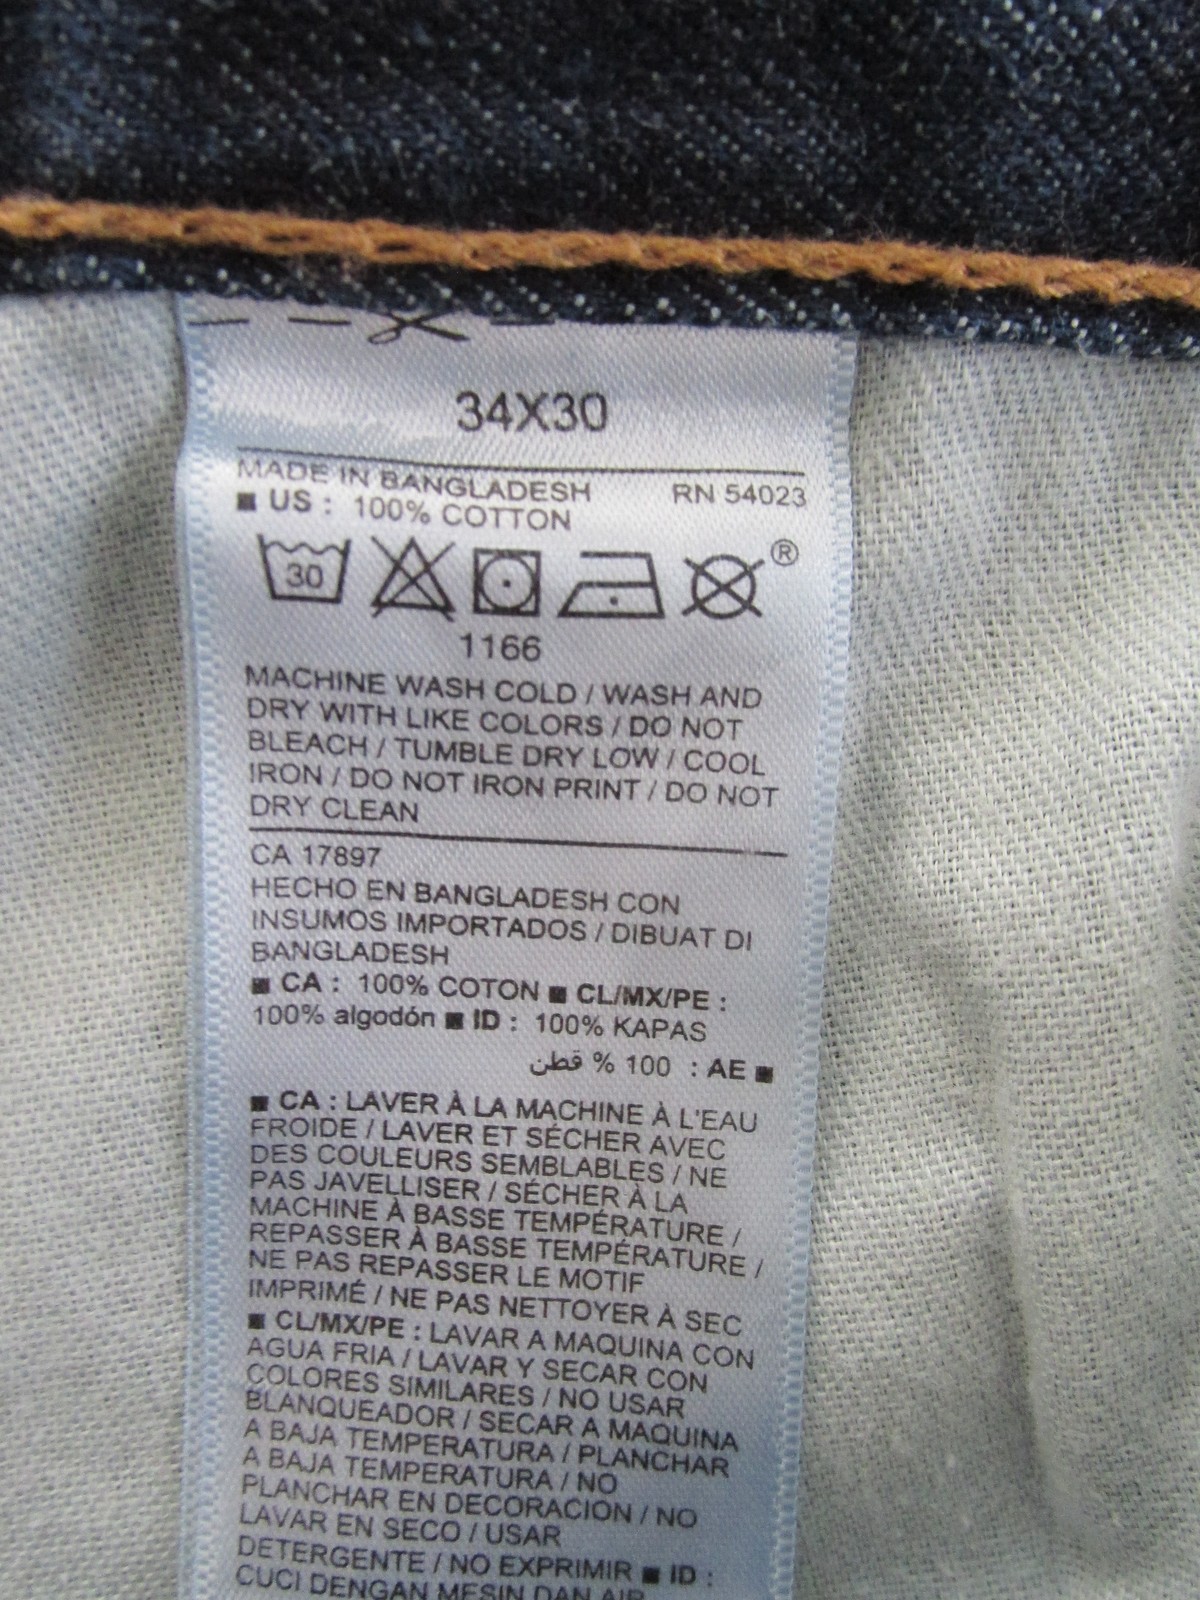 34X30
MADE IN BANGLADESH RN 54023
■ US : 100% COTTON
30 ®
1166
MACHINE WASH COLD / WASH AND
DRY WITH LIKE COLORS / DO NOT
BLEACH / TUMBLE DRY LOW / COOL
IRON / DO NOT IRON PRINT / DO NOT
DRY CLEAN
CA 17897
HECHO EN BANGLADESH CON
INSUMOS IMPORTADOS / DIBUAT DI
BANGLADESH
■ CA : 100% COTON ■ CL/MX/PE :
100% algodón ■ ID : 100% KAPAS
■ AE : 100 % قطن
■ CA : LAVER À LA MACHINE À L'EAU
FROIDE / LAVER ET SÉCHER AVEC
DES COULEURS SEMBLABLES / NE
PAS JAVELLISER / SÉCHER À LA
MACHINE À BASSE TEMPÉRATURE /
REPASSER À BASSE TEMPÉRATURE /
NE PAS REPASSER LE MOTIF
IMPRIMÉ / NE PAS NETTOYER À SEC
■ CL/MX/PE : LAVAR A MAQUINA CON
AGUA FRIA / LAVAR Y SECAR CON
COLORES SIMILARES / NO USAR
BLANQUEADOR / SECAR A MAQUINA
A BAJA TEMPERATURA / PLANCHAR
A BAJA TEMPERATURA / NO
PLANCHAR EN DECORACION / NO
LAVAR EN SECO / USAR
DETERGENTE / NO EXPRIMIR ■ ID :
CUCI DENGAN MESIN DAN AIR